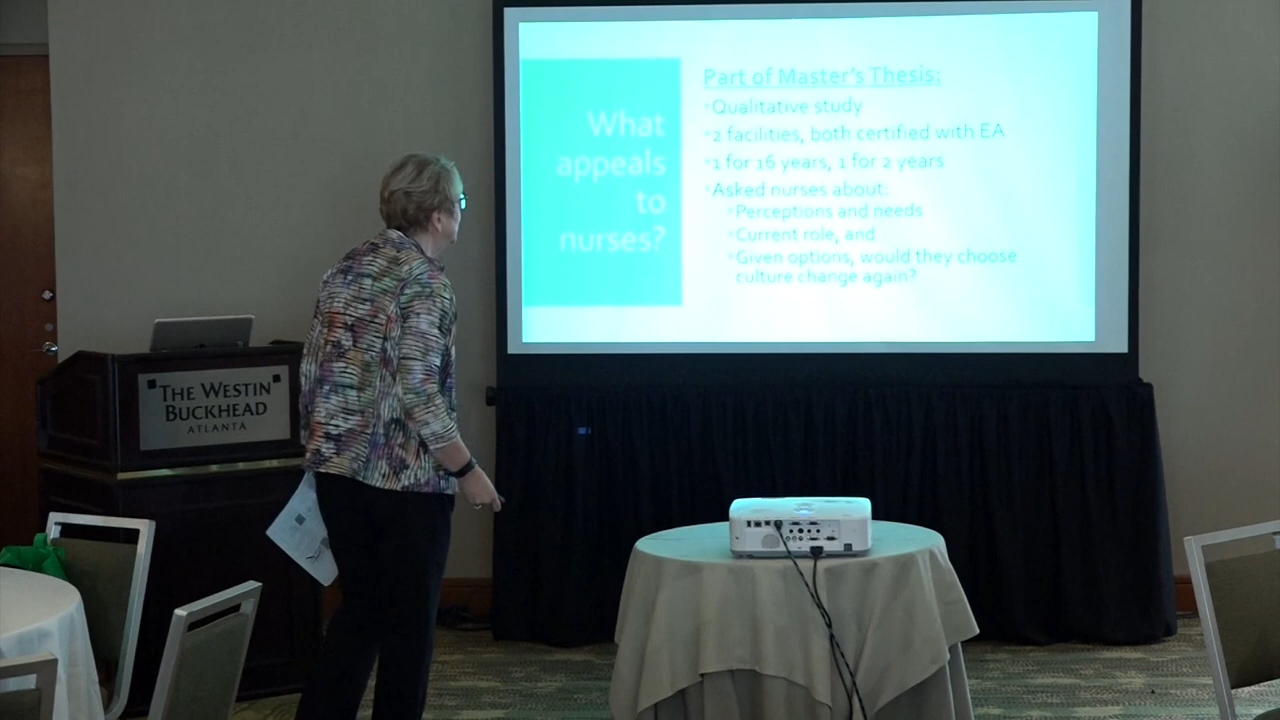 What
appeals
to
nurses?
Part of Master's Thesis:
Qualitative study
2 facilities, both certified with EA
1 for 16 years, 1 for 2 years
Asked nurses about:
Perceptions and needs
Current role, and
Given options, would they choose
culture change again?
THE WESTIN
BUCKHEAD
ATLANTA